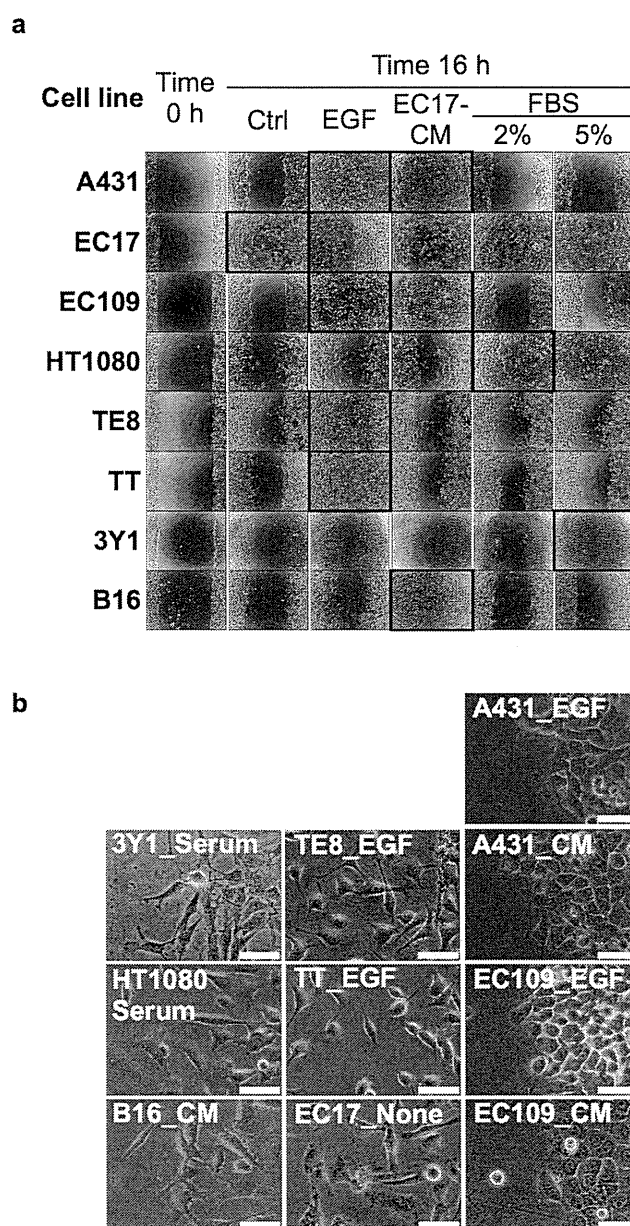 a
Time 16 h
Cell line
Time
0 h
Ctrl
EGF
EC17-
CM
FBS
2%
5%
A431
EC17
EC109
HT1080
TE8
TT
3Y1
B16
b
A431_EGF
3Y1_Serum
TE8_EGF
A431_CM
HT1080
Serum
TT_EGF
EC109_EGF
B16_CM
EC17_None
EC109_CM